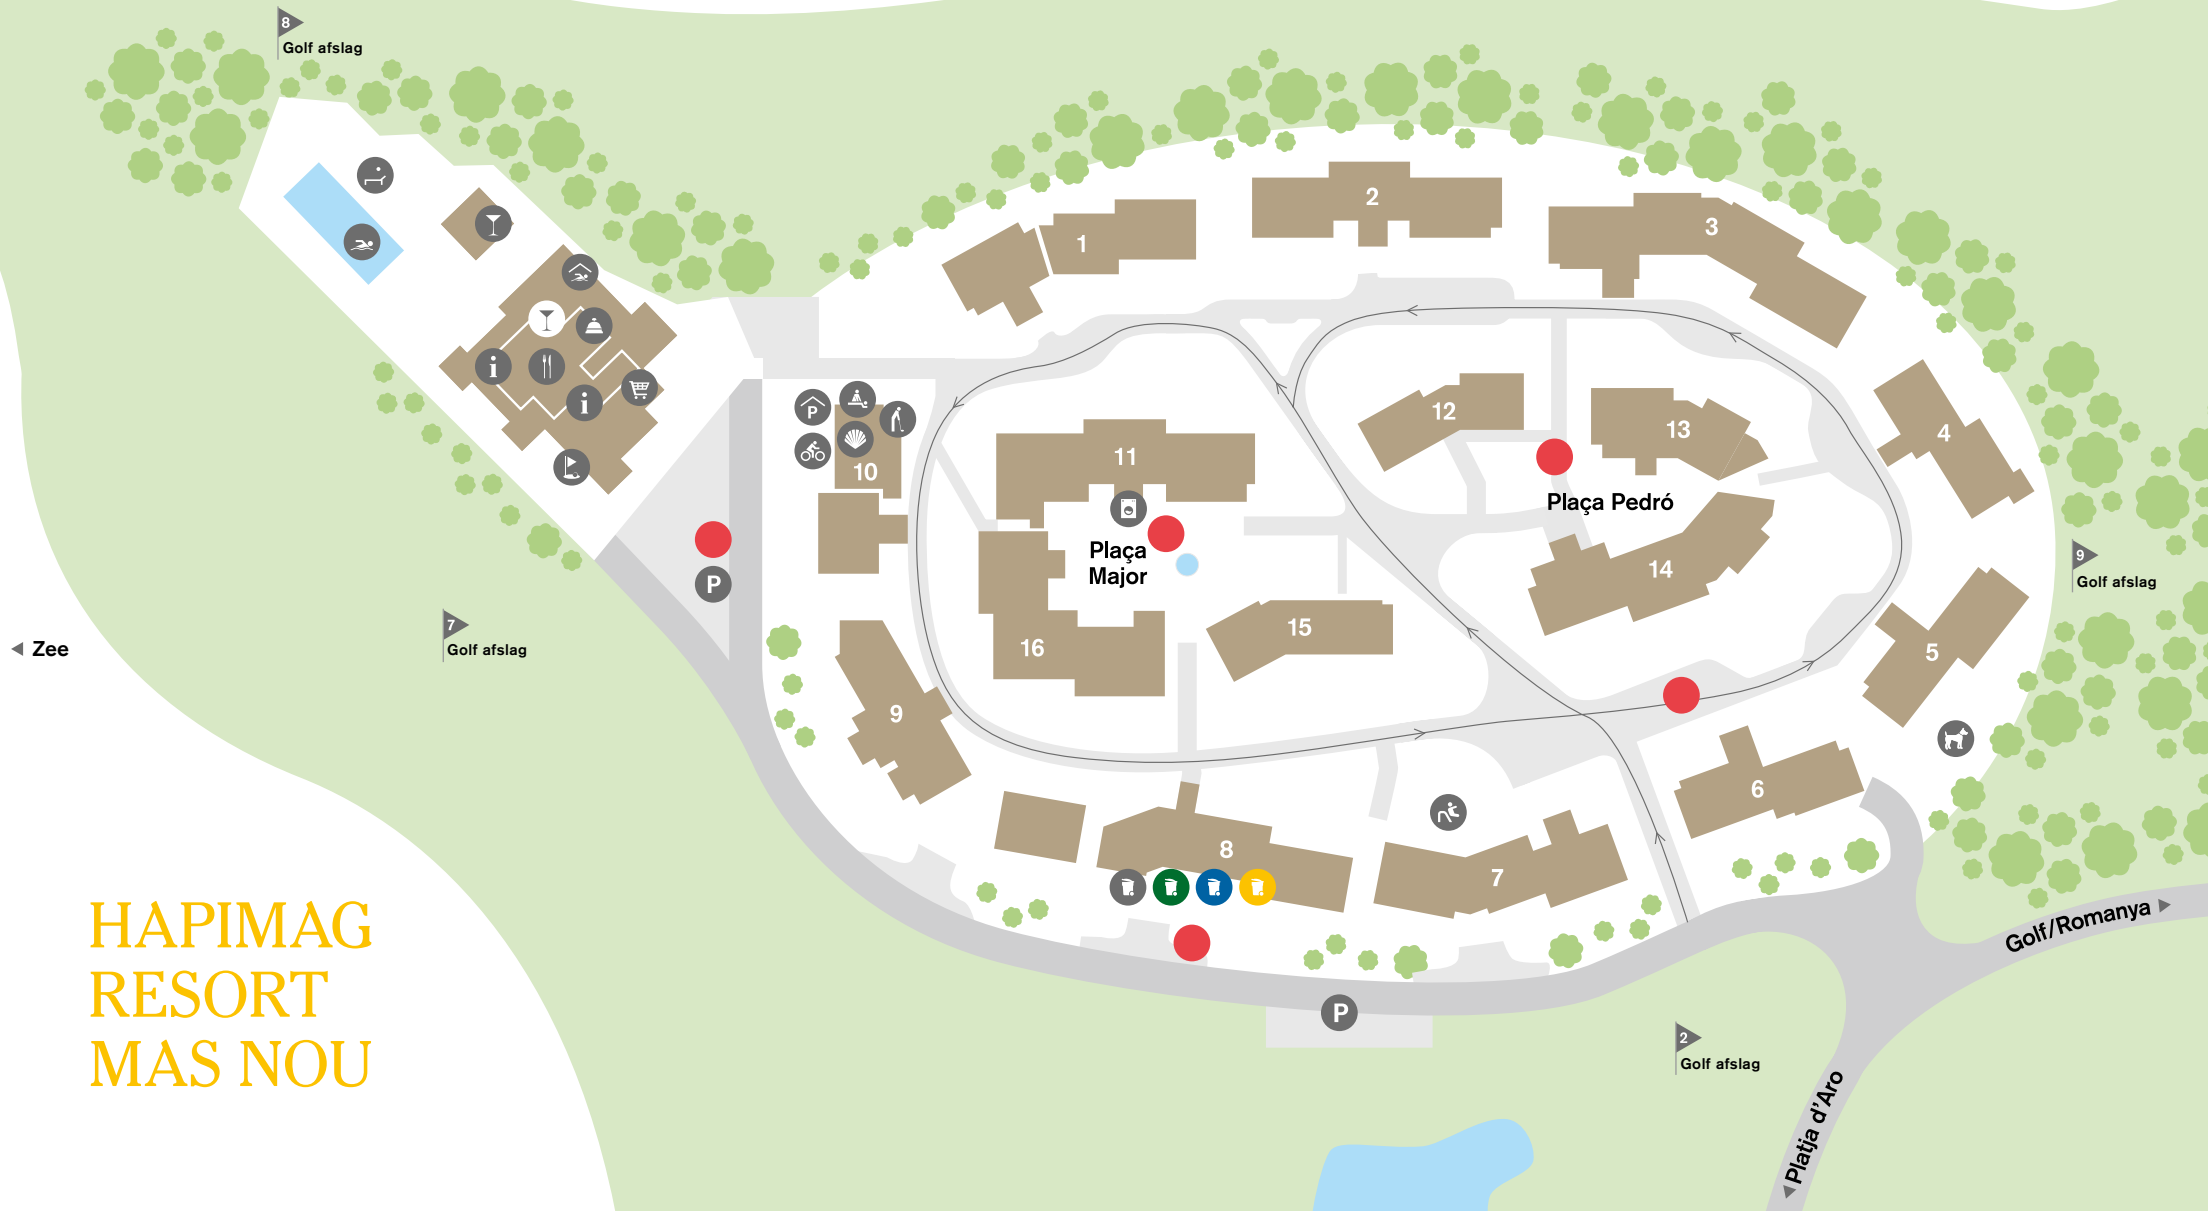 8
Golf afslag
2
3
1
12
13
4
11
10
Plaça Pedró
P
i
i
Plaça
Major
14
9
Golf afslag
P
7
Golf afslag
15
16
5
Zee
9
6
8
7
HAPIMAG
RESORT
MAS NOU
Golf/Romanya
P
2
Golf afslag
Platja d'Aro